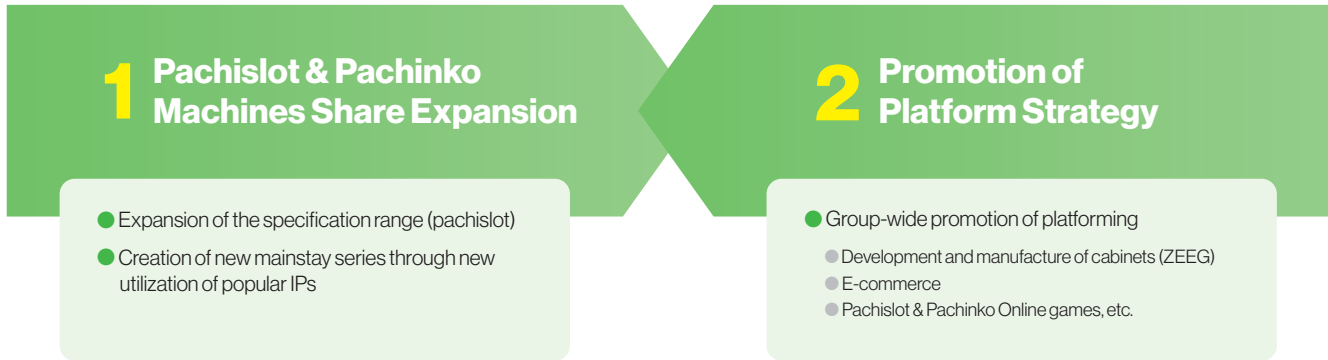 1
Pachislot & Pachinko
Machines Share Expansion
Expansion of the specification range (pachislot)
Creation of new mainstay series through new
utilization of popular IPs
2
Promotion of
Platform Strategy
Group-wide promotion of platforming
Development and manufacture of cabinets (ZEEG)
E-commerce
Pachislot & Pachinko Online games, etc.